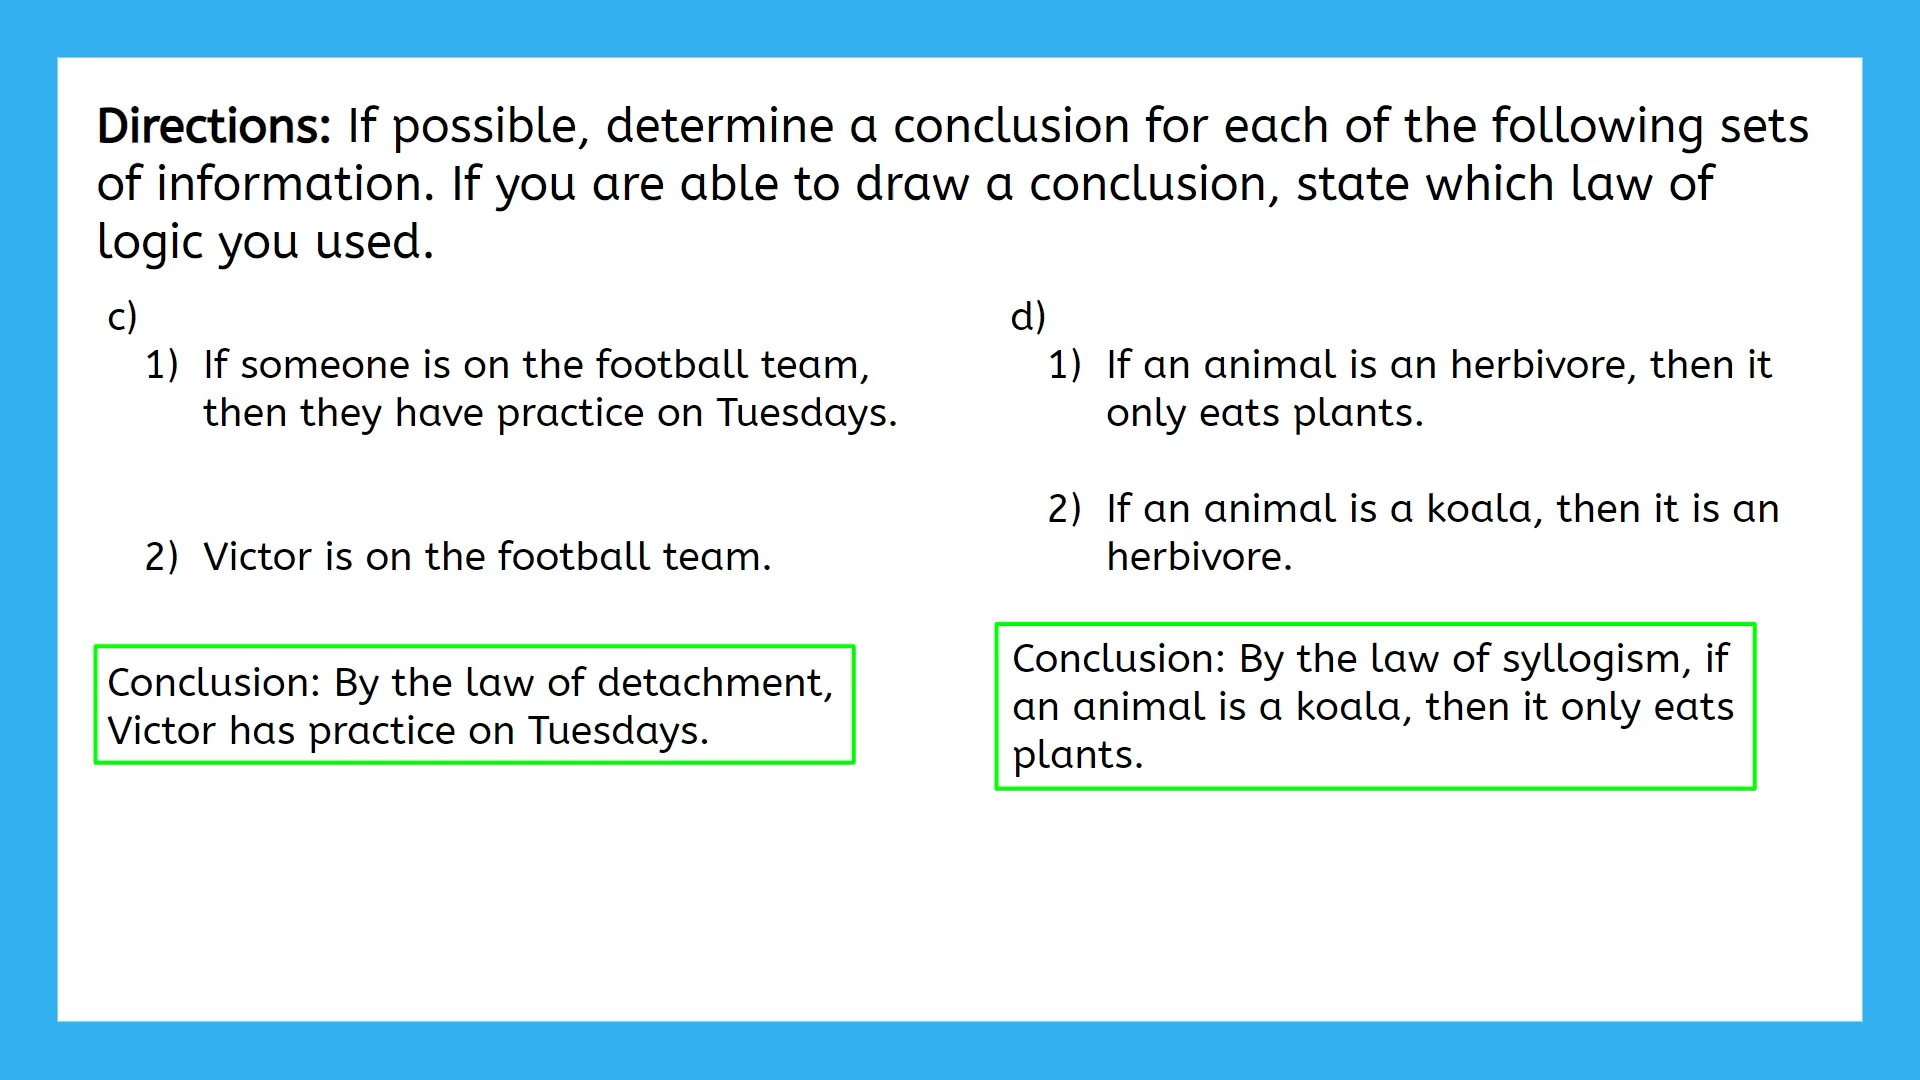 Directions: If possible, determine a conclusion for each of the following sets
of information. If you are able to draw a conclusion, state which law of
logic you used.
c)
1) If someone is on the football team,
then they have practice on Tuesdays.
2) Victor is on the football team.
Conclusion: By the law of detachment,
Victor has practice on Tuesdays.
d)
1) If an animal is an herbivore, then it
only eats plants.
2) If an animal is a koala, then it is an
herbivore.
Conclusion: By the law of syllogism, if
an animal is a koala, then it only eats
plants.